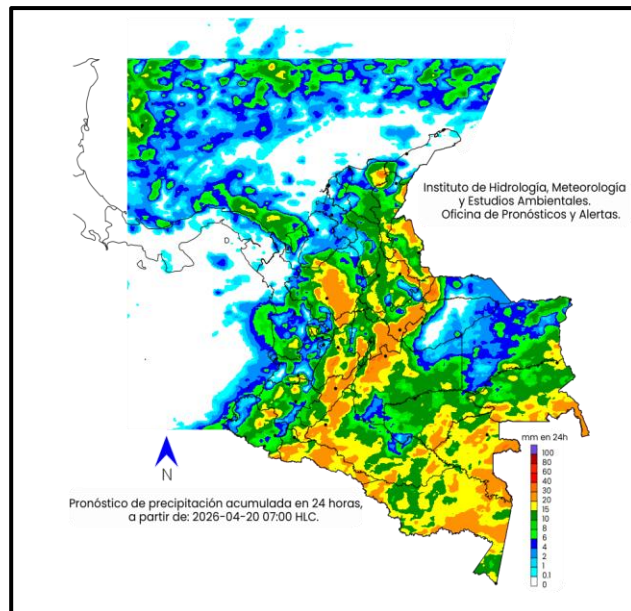 Instituto de Hidrología, Meteorología
y Estudios Ambientales.
Oficina de Pronósticos y Alertas.
mm en 24h
100
80
60
40
30
20
15
10
8
6
4
2
1
0.1
0
N
Pronóstico de precipitación acumulada en 24 horas,
a partir de: 2026-04-20 07:00 HLC.